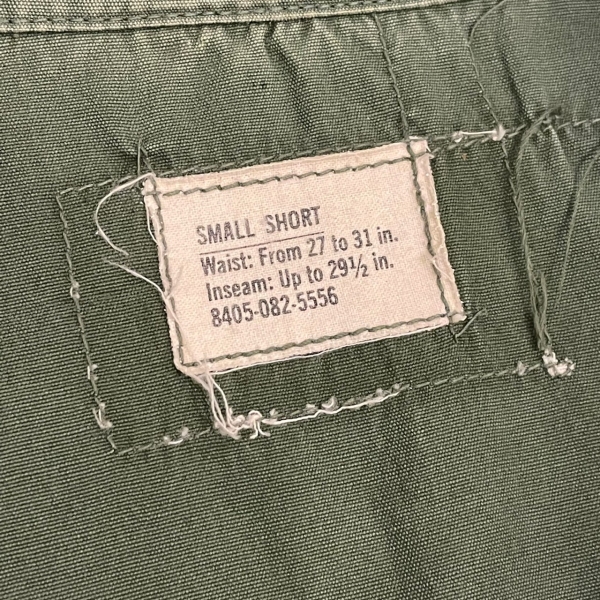 SMALL SHORT
Waist: From 27 to 31 in.
Inseam: Up to 29½ in.
8405-082-5556